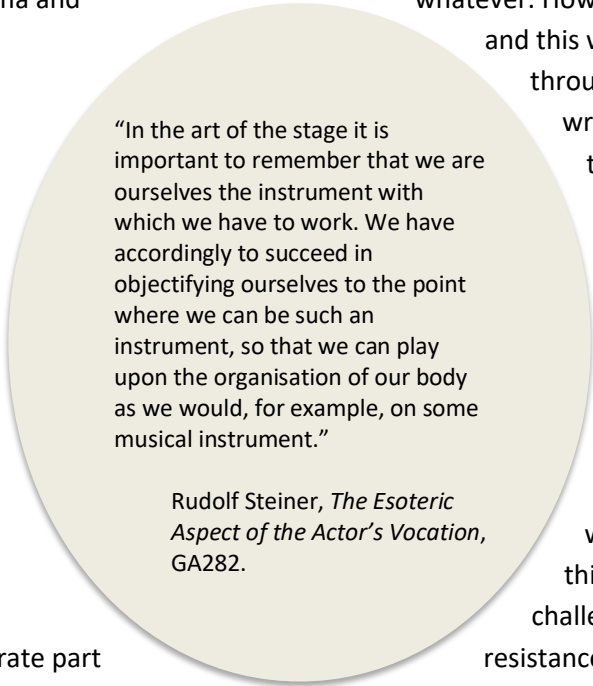 and
whatever. How
and this w
throu
wr
t
“In the art of the stage it is
important to remember that we are
ourselves the instrument with
which we have to work. We have
accordingly to succeed in
objectifying ourselves to the point
where we can be such an
instrument, so that we can play
upon the organisation of our body
as we would, for example, on some
musical instrument.”
Rudolf Steiner, The Esoteric
Aspect of the Actor’s Vocation,
GA282.
w
thi
challe
rate part
resistance